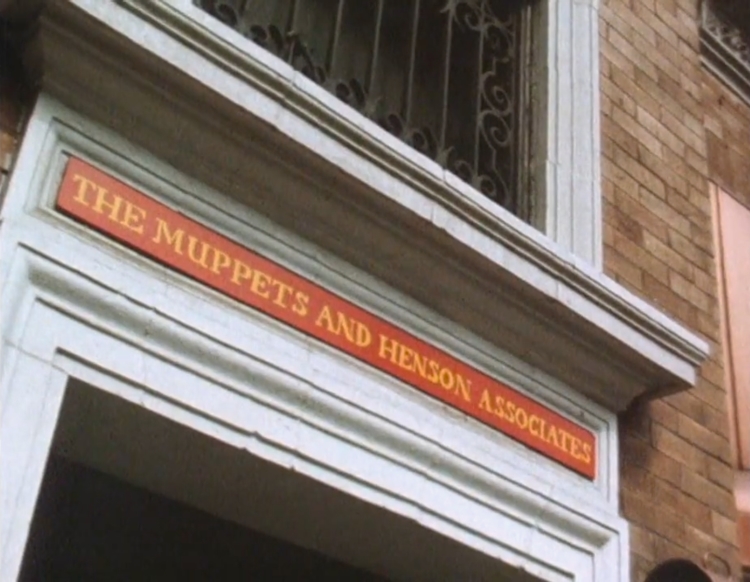 THE MUPPETS AND HENSON ASSOCIATES